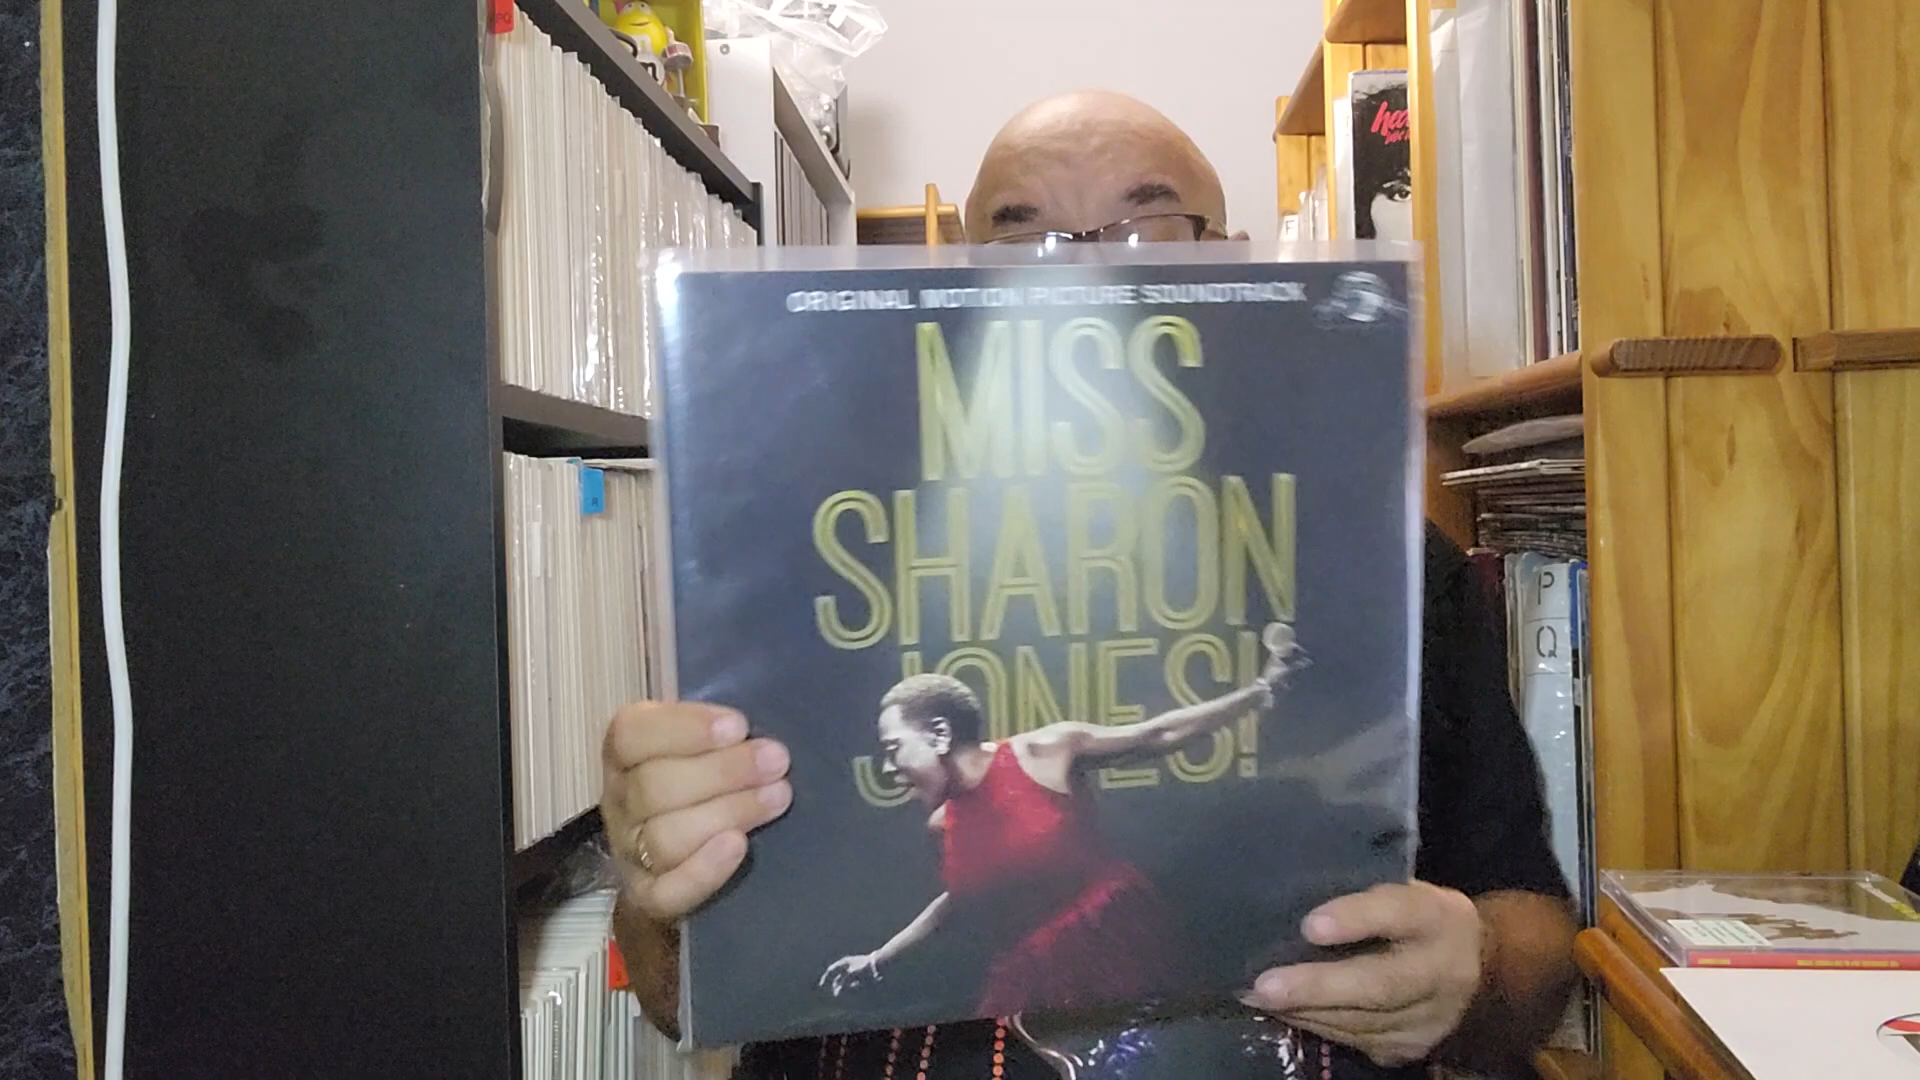 ORIGINAL MOTION PICTURE SOUNDTRACK
MISS
SHARON
JONES!
P
Q
R